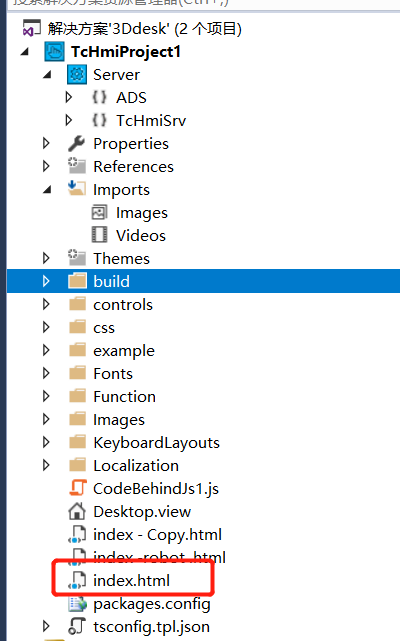 搜索解决方案资源管理器(Ctrl+;)
解决方案'3Ddesk' (2 个项目)
TcHmiProject1
Server
ADS
TcHmiSrv
Properties
References
Imports
Images
Videos
Themes
build
controls
css
example
Fonts
Function
Images
KeyboardLayouts
Localization
CodeBehindJs1.js
Desktop.view
index - Copy.html
index -robot .html
index.html
packages.config
tsconfig.tpl.json